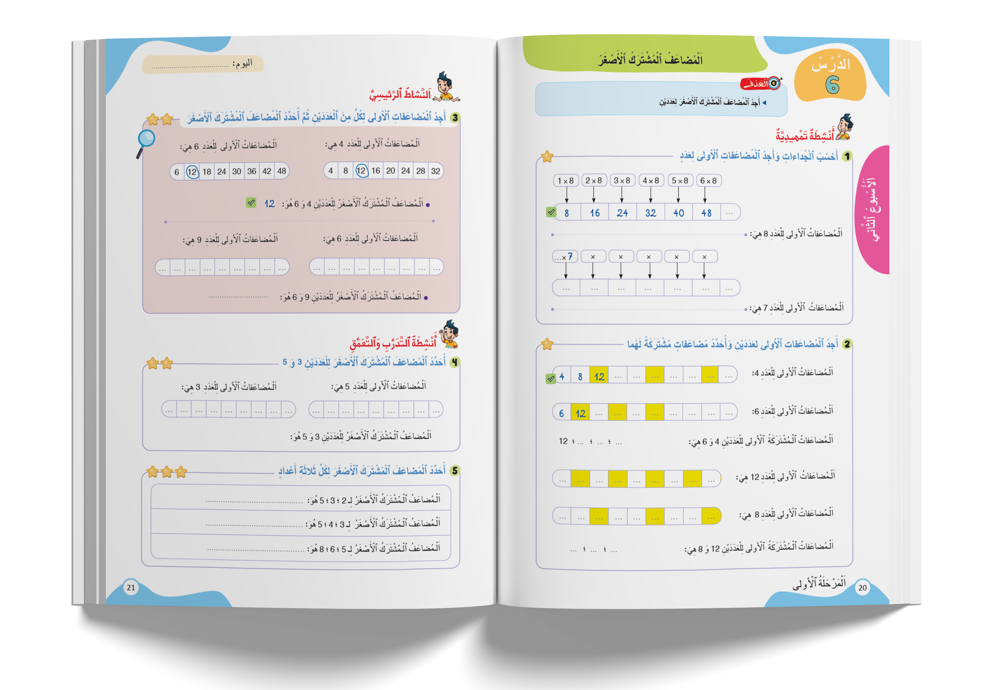 اَلدَّرْسُ
6
اَلْمُضاعَفُ ٱلْمُشْتَرَكُ ٱلْأَصْغَرُ
اَلْهَدَفُ
أَجِدُ ٱلْمُضاعَفَ ٱلْمُشْتَرَكَ ٱلْأَصْغَرَ لِعَدَدَيْنِ
اَلْأُسْبوعُ ٱلثَّاني
أَنْشِطَةٌ تَمْهيدِيَّةٌ
1 أَحْسُبُ ٱلْجُداءاتِ وَأَجِدُ ٱلْمُضاعَفاتِ ٱلْأولى لِعَدَدٍ
1×8 2×8 3×8 4×8 5×8 6×8
8 16 24 32 40 48 ...
اَلْمُضاعَفاتُ ٱلْأولى لِلْعَدَدِ 8 هِيَ:
...×7 × × × × ×
... ... ... ... ... ... ...
اَلْمُضاعَفاتُ ٱلْأولى لِلْعَدَدِ 7 هِيَ:
2 أَجِدُ ٱلْمُضاعَفاتِ ٱلْأولى لِعَدَدَيْنِ وَأُحَدِّدُ مُضاعَفاتٍ مُشْتَرَكَةً لَهُما
اَلْمُضاعَفاتُ ٱلْأولى لِلْعَدَدِ 4:
4 8 12 ... ... ... ... ... ... ...
اَلْمُضاعَفاتُ ٱلْأولى لِلْعَدَدِ 6:
6 12 ... ... ... ... ... ... ... ...
اَلْمُضاعَفاتُ ٱلْمُشْتَرَكَةُ ٱلْأولى لِلْعَدَدَيْنِ 4 وَ 6 هِيَ:
12 ؛ ... ؛ ... ؛ ...
اَلْمُضاعَفاتُ ٱلْأولى لِلْعَدَدِ 12 هِيَ:
... ... ... ... ... ... ... ... ...
اَلْمُضاعَفاتُ ٱلْأولى لِلْعَدَدِ 8 هِيَ:
... ... ... ... ... ... ... ... ...
اَلْمُضاعَفاتُ ٱلْمُشْتَرَكَةُ ٱلْأولى لِلْعَدَدَيْنِ 12 وَ 8 هِيَ:
... ؛ ... ؛ ...
اَلْمَرْحَلَةُ ٱلْأولى
20
اليوم: ................
اَلنَّشاطُ ٱلرَّئيسِيُّ
3 أَجِدُ ٱلْمُضاعَفاتِ ٱلْأولى لِكُلٍّ مِنَ ٱلْعَدَدَيْنِ ثُمَّ أُحَدِّدُ ٱلْمُضاعَفَ ٱلْمُشْتَرَكَ ٱلْأَصْغَرَ
اَلْمُضاعَفاتُ ٱلْأولى لِلْعَدَدِ 4 هِيَ:
4 8 12 16 20 24 28 32
اَلْمُضاعَفاتُ ٱلْأولى لِلْعَدَدِ 6 هِيَ:
6 12 18 24 30 36 42 48
اَلْمُضاعَفُ ٱلْمُشْتَرَكُ ٱلْأَصْغَرُ لِلْعَدَدَيْنِ 4 وَ 6 هُوَ: 12
اَلْمُضاعَفاتُ ٱلْأولى لِلْعَدَدِ 6 هِيَ:
... ... ... ... ... ... ... ... ...
اَلْمُضاعَفاتُ ٱلْأولى لِلْعَدَدِ 9 هِيَ:
... ... ... ... ... ... ... ... ...
اَلْمُضاعَفُ ٱلْمُشْتَرَكُ ٱلْأَصْغَرُ لِلْعَدَدَيْنِ 9 وَ 6 هُوَ: ................
أَنْشِطَةُ ٱلتَّدَرُّبِ وَٱلتَّعَمُّقِ
4 أُحَدِّدُ ٱلْمُضاعَفَ ٱلْمُشْتَرَكَ ٱلْأَصْغَرَ لِلْعَدَدَيْنِ 3 وَ 5
اَلْمُضاعَفاتُ ٱلْأولى لِلْعَدَدِ 5 هِيَ:
... ... ... ... ... ... ... ... ...
اَلْمُضاعَفاتُ ٱلْأولى لِلْعَدَدِ 3 هِيَ:
... ... ... ... ... ... ... ... ...
اَلْمُضاعَفُ ٱلْمُشْتَرَكُ ٱلْأَصْغَرُ لِلْعَدَدَيْنِ 3 وَ 5 هُوَ:
5 أُحَدِّدُ ٱلْمُضاعَفَ ٱلْمُشْتَرَكَ ٱلْأَصْغَرَ لِكُلِّ ثَلاثَةِ أَعْدادٍ
اَلْمُضاعَفُ ٱلْمُشْتَرَكُ ٱلْأَصْغَرُ لِـ 2 ؛ 3 ؛ 5 هُوَ: ................
اَلْمُضاعَفُ ٱلْمُشْتَرَكُ ٱلْأَصْغَرُ لِـ 3 ؛ 4 ؛ 5 هُوَ: ................
اَلْمُضاعَفُ ٱلْمُشْتَرَكُ ٱلْأَصْغَرُ لِـ 5 ؛ 6 ؛ 8 هُوَ: ................
21